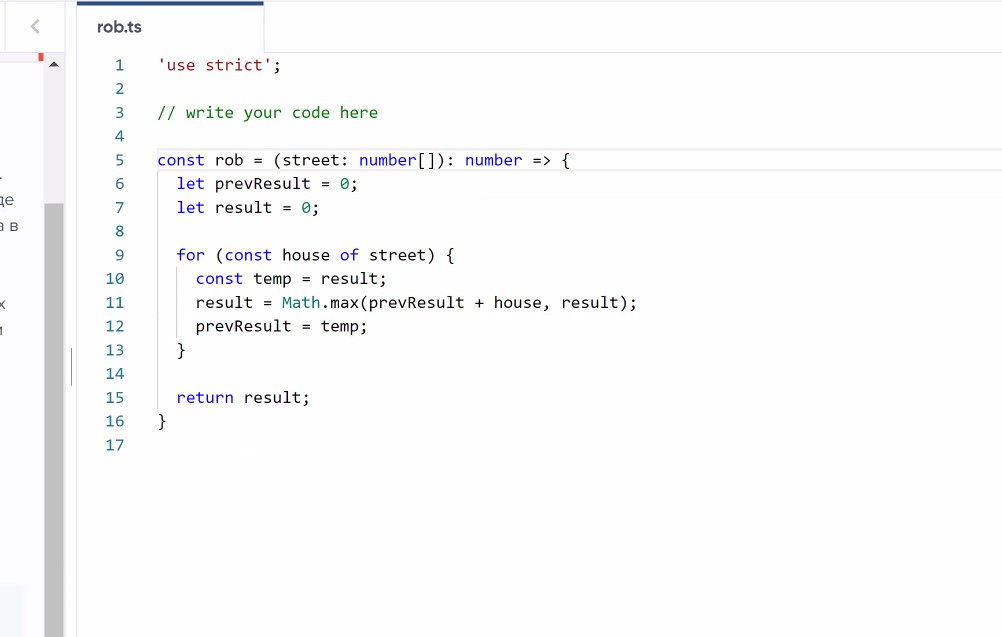 rob.ts
де
а в
х
1 'use strict';
2
3 // write your code here
4
5 const rob = (street: number[]): number => {
6 let prevResult = 0;
7 let result = 0;
8
9 for (const house of street) {
10 const temp = result;
11 result = Math.max(prevResult + house, result);
12 prevResult = temp;
13 }
14
15 return result;
16 }
17